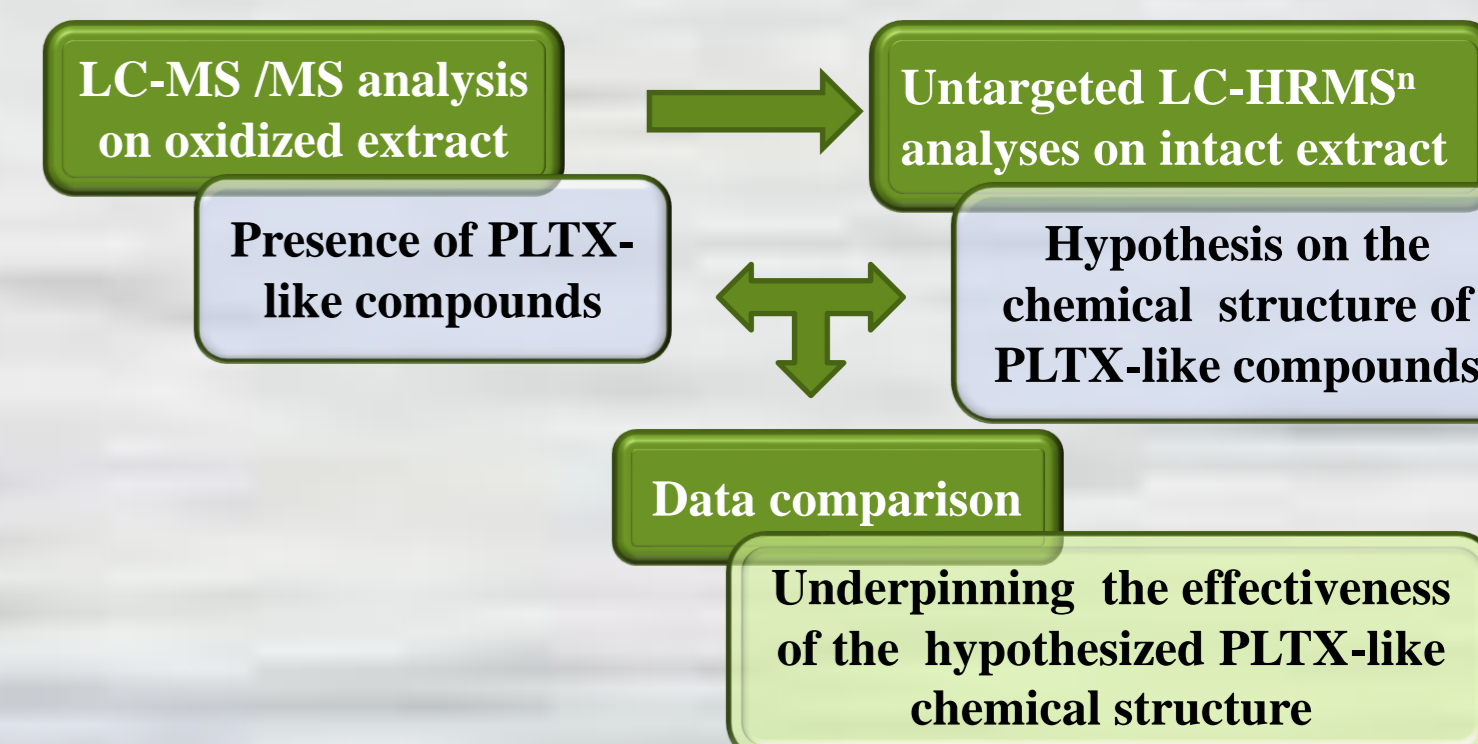 LC-MS /MS analysis
on oxidized extract
Presence of PLTX-
like compounds
Untargeted LC-HRMSⁿ
analyses on intact extract
Hypothesis on the
chemical structure of
PLTX-like compounds
Data comparison
Underpinning the effectiveness
of the hypothesized PLTX-like
chemical structure